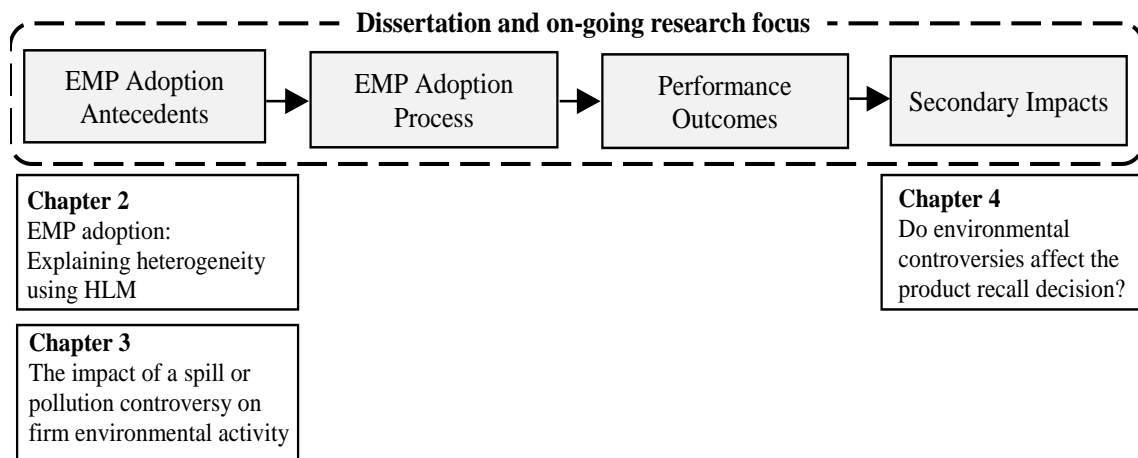 Dissertation and on-going research focus
EMP Adoption
Antecedents
EMP Adoption
Process
Performance
Outcomes
Secondary Impacts
Chapter 2
EMP adoption:
Explaining heterogeneity
using HLM
Chapter 3
The impact of a spill or
pollution controversy on
firm environmental activity
Chapter 4
Do environmental
controversies affect the
product recall decision?